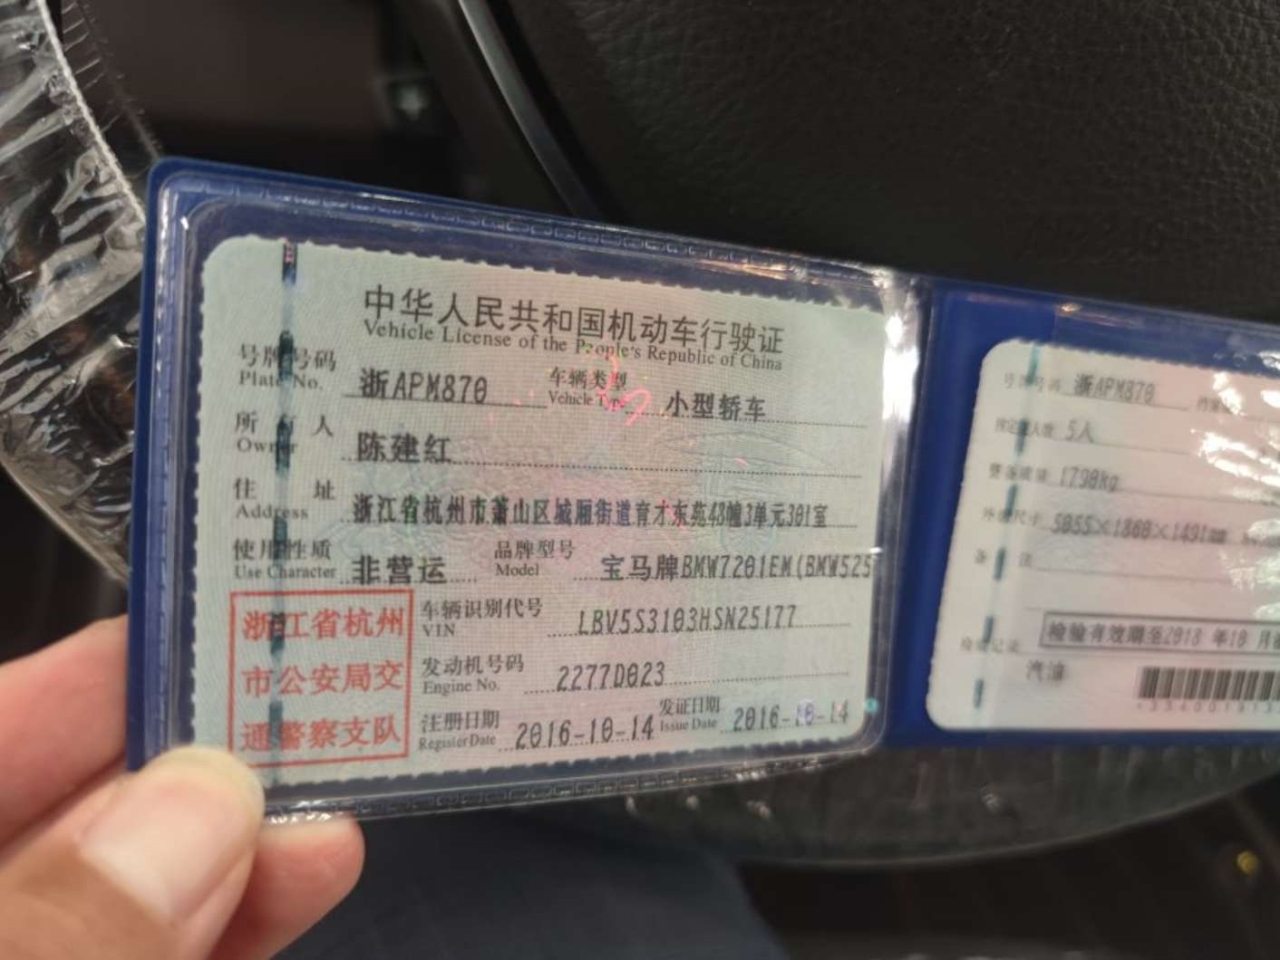 中华人民共和国机动车行驶证
Vehicle License of the People's Republic of China
号牌号码 浙APM870 车辆类型 小型轿车
Plate No. Vehicle Type
所有人 陈建红
Owner
住址 浙江省杭州市萧山区城厢街道育才东苑48幢3单元301室
Address
使用性质 非营运 品牌型号 宝马牌BMW7201EM(BMW525
Use Character Model
浙江省杭州
市公安局交
通警察支队
车辆识别代号 LBV5S3103HSN25177
VIN
发动机号码 2277D023
Engine No.
注册日期 2016-10-14 发证日期 2016-10-14
Register Date Issue Date
号牌号码 浙APM870
核定载人数 5人
整备质量 1790kg
外廓尺寸 5055×1860×1491mm
备注
检验记录 检验有效期至2018 年10 月
汽油